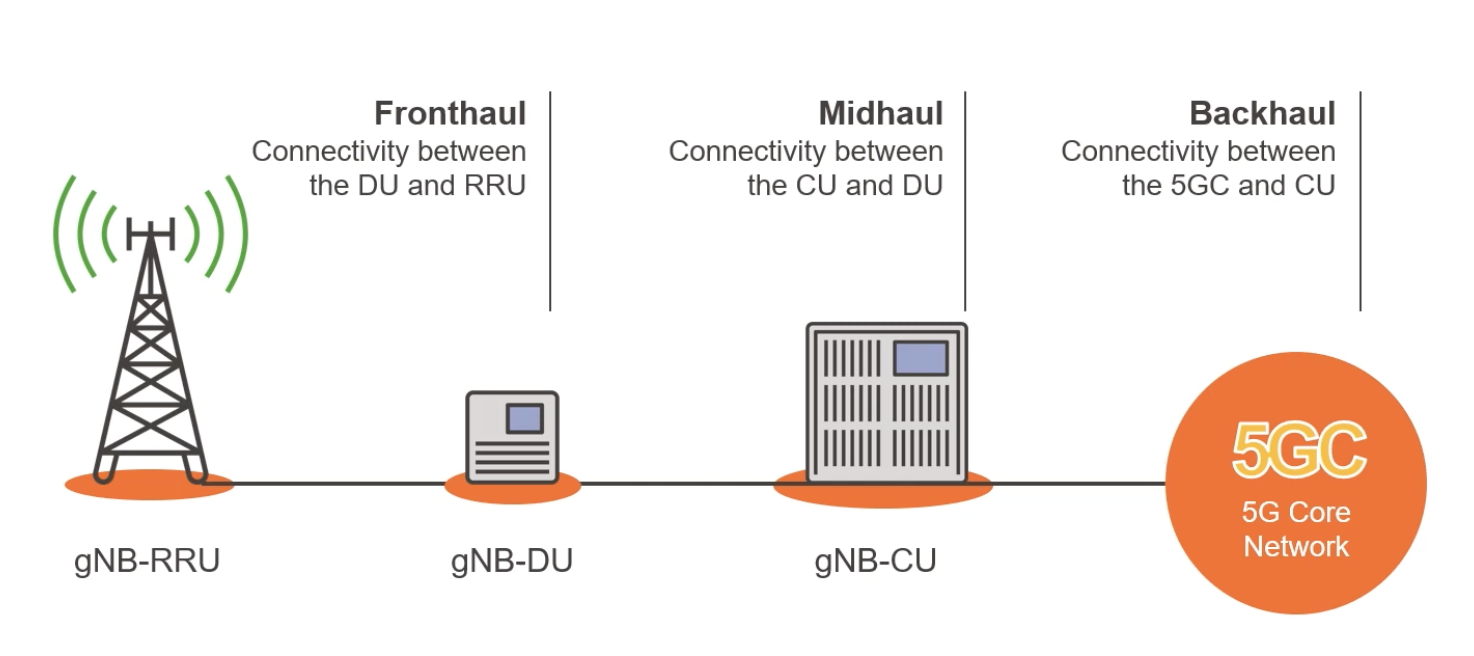 Fronthaul
Connectivity between
the DU and RRU
Midhaul
Connectivity between
the CU and DU
Backhaul
Connectivity between
the 5GC and CU
gNB-RRU
gNB-DU
gNB-CU
5GC
5G Core
Network